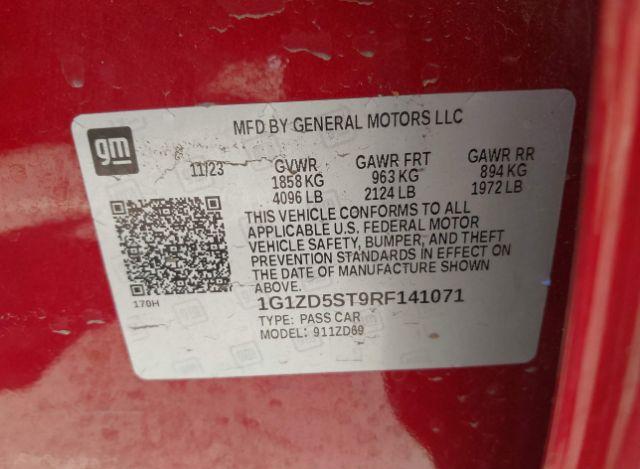 gm
MFD BY GENERAL MOTORS LLC
11/23 GVWR GAWR FRT GAWR RR
1858 KG 963 KG 894 KG
4096 LB 2124 LB 1972 LB
THIS VEHICLE CONFORMS TO ALL
APPLICABLE U.S. FEDERAL MOTOR
VEHICLE SAFETY, BUMPER, AND THEFT
PREVENTION STANDARDS IN EFFECT ON
THE DATE OF MANUFACTURE SHOWN
ABOVE.
170H
1G1ZD5ST9RF141071
TYPE: PASS CAR
MODEL: 911ZD69